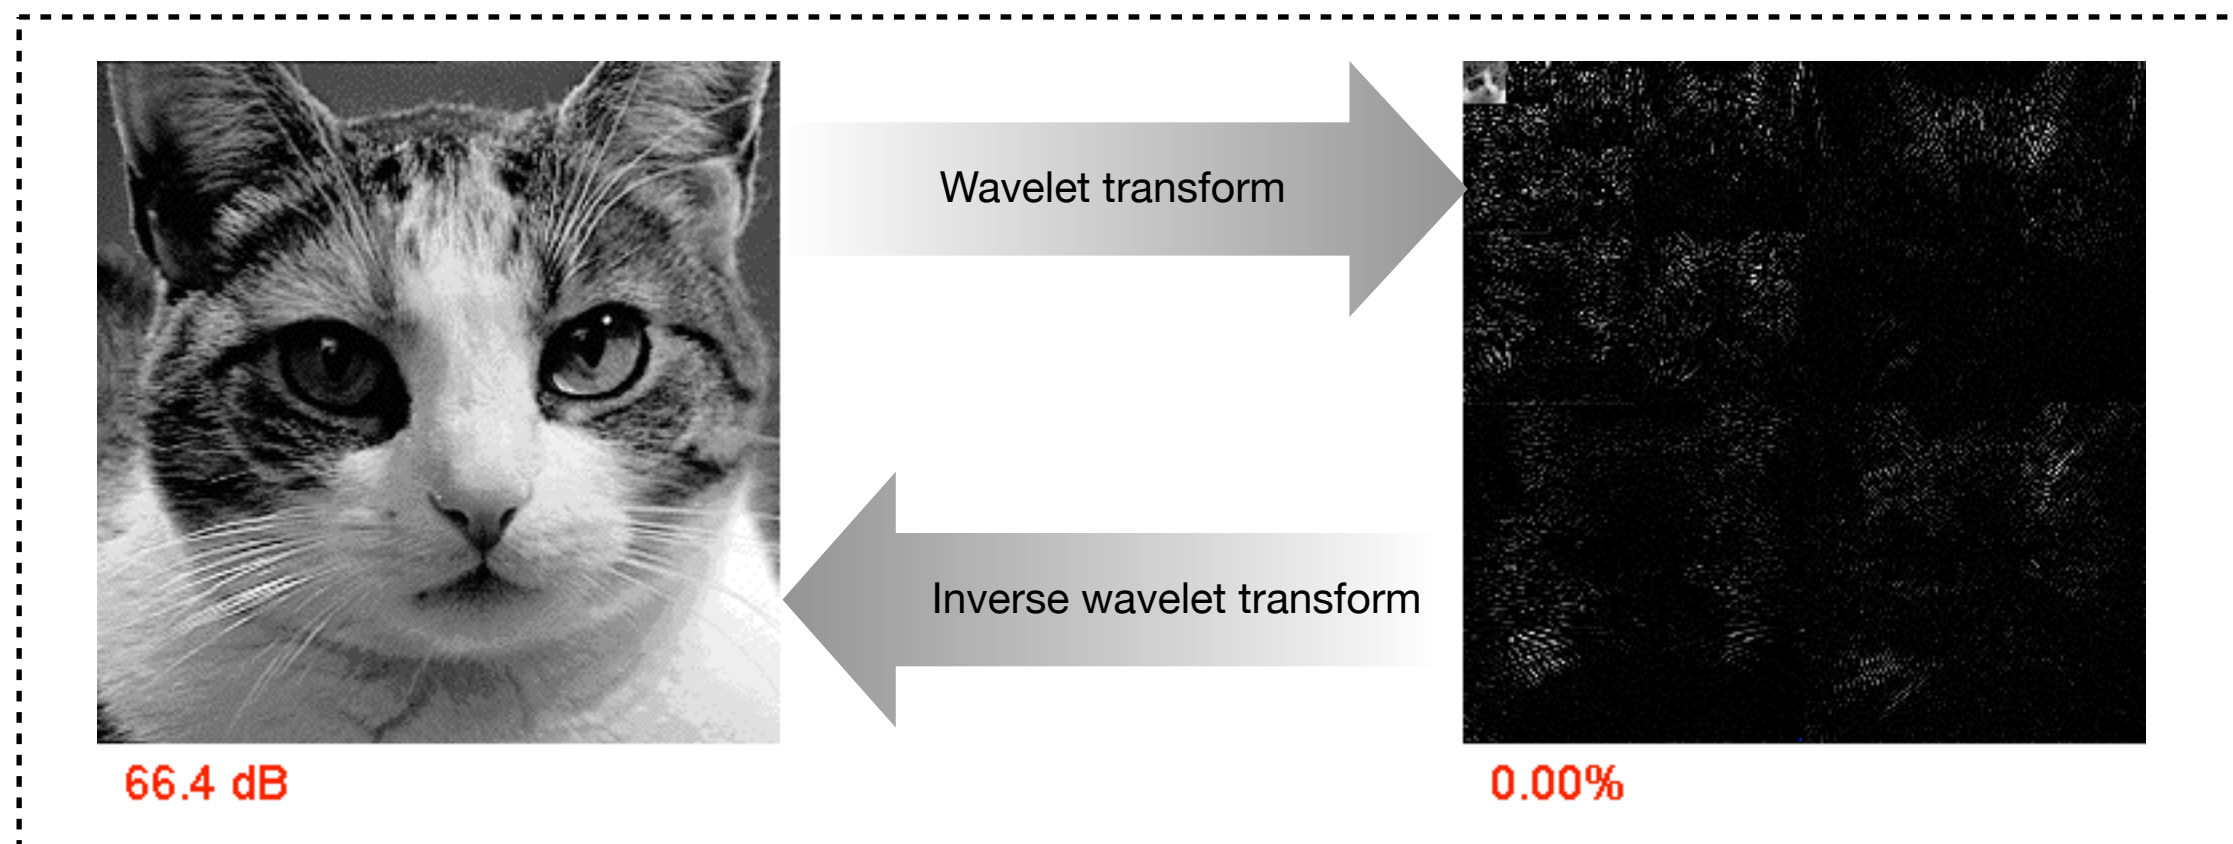 Wavelet transform
Inverse wavelet transform
66.4 dB
0.00%